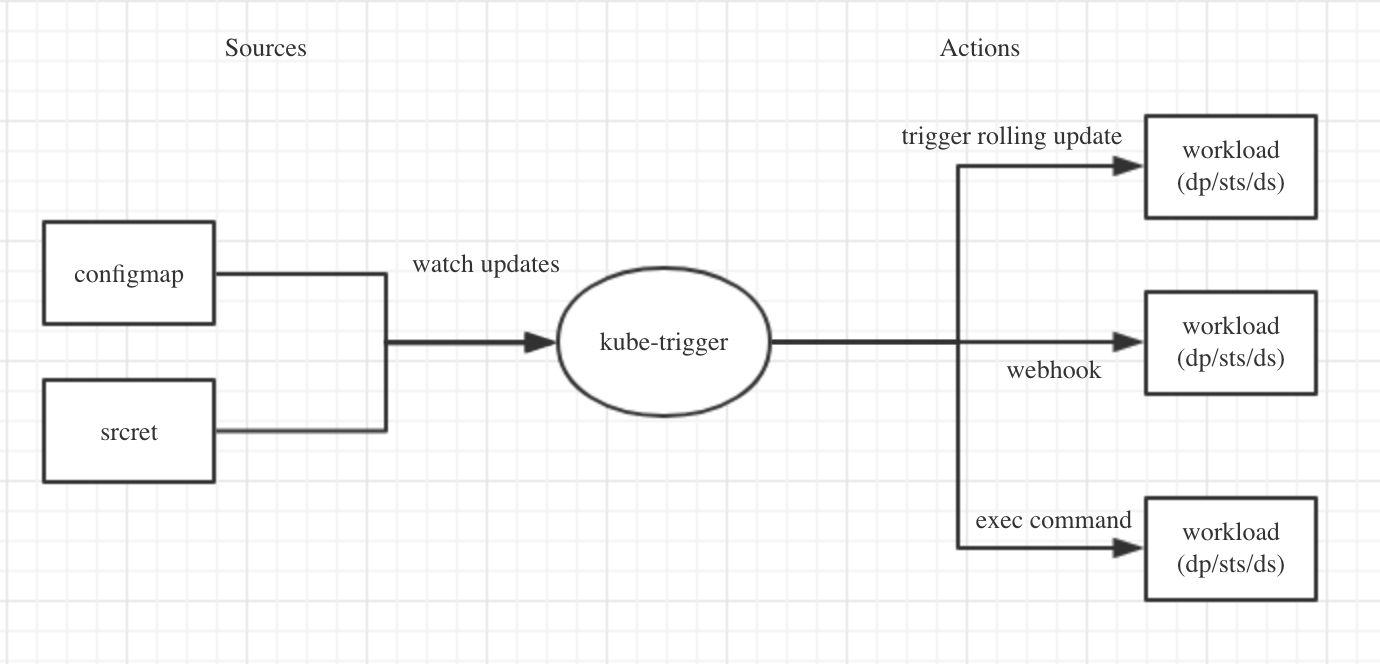 Sources
Actions
trigger rolling update
workload
(dp/sts/ds)
configmap
watch updates
kube-trigger
workload
(dp/sts/ds)
webhook
srcret
exec command
workload
(dp/sts/ds)